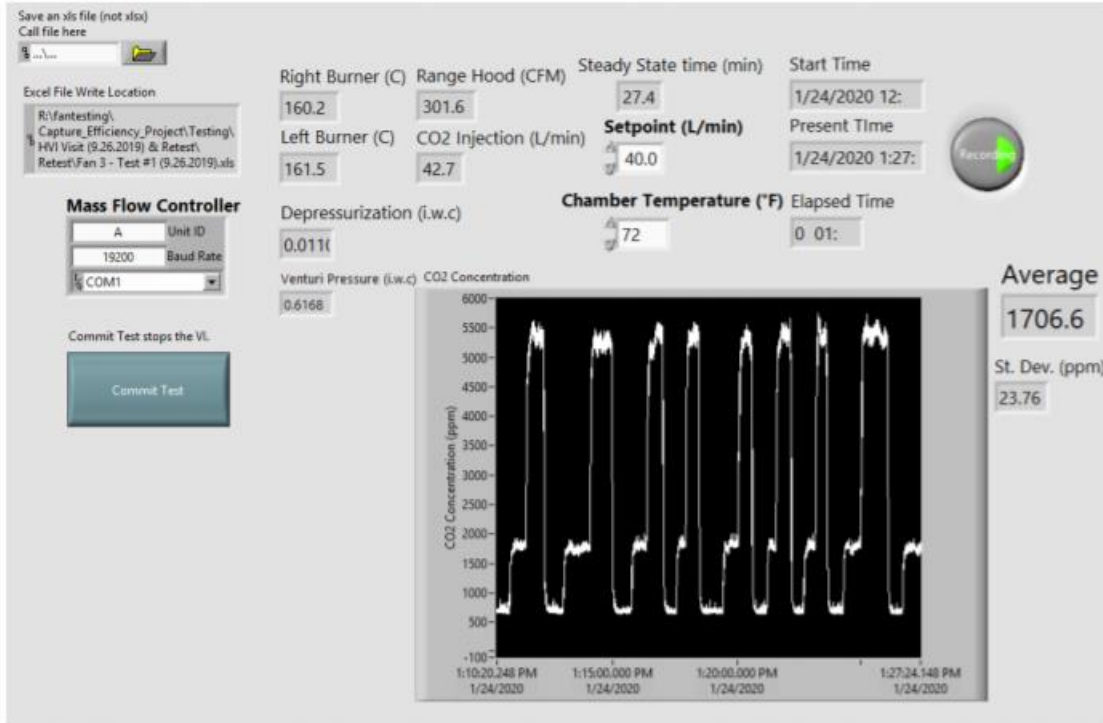 Save an xls file (not xlsx)
Call file here
...\...
Excel File Write Location
R:\fantesting\
Capture_Efficiency_Project\Testing\
HVI Visit (9.26.2019) & Retest\
Retest\Fan 3 - Test #1 (9.26.2019).xls
Mass Flow Controller
A Unit ID
19200 Baud Rate
COM1
Commit Test stops the VI.
Commit Test
Right Burner (C)
160.2
Range Hood (CFM)
301.6
Left Burner (C)
161.5
CO2 Injection (L/min)
42.7
Depressurization (i.w.c)
0.0110
Venturi Pressure (i.w.c)
0.6168
Steady State time (min)
27.4
Setpoint (L/min)
40.0
Chamber Temperature (°F)
72
Start Time
1/24/2020 12:
Present TIme
1/24/2020 1:27:
Elapsed Time
0 01:
Recording
Average
1706.6
St. Dev. (ppm)
23.76
CO2 Concentration
CO2 Concentration (ppm)
6000
5500
5000
4500
4000
3500
3000
2500
2000
1500
1000
500
-100
1:10:20.248 PM
1/24/2020
1:15:00.000 PM
1/24/2020
1:20:00.000 PM
1/24/2020
1:27:24.148 PM
1/24/2020